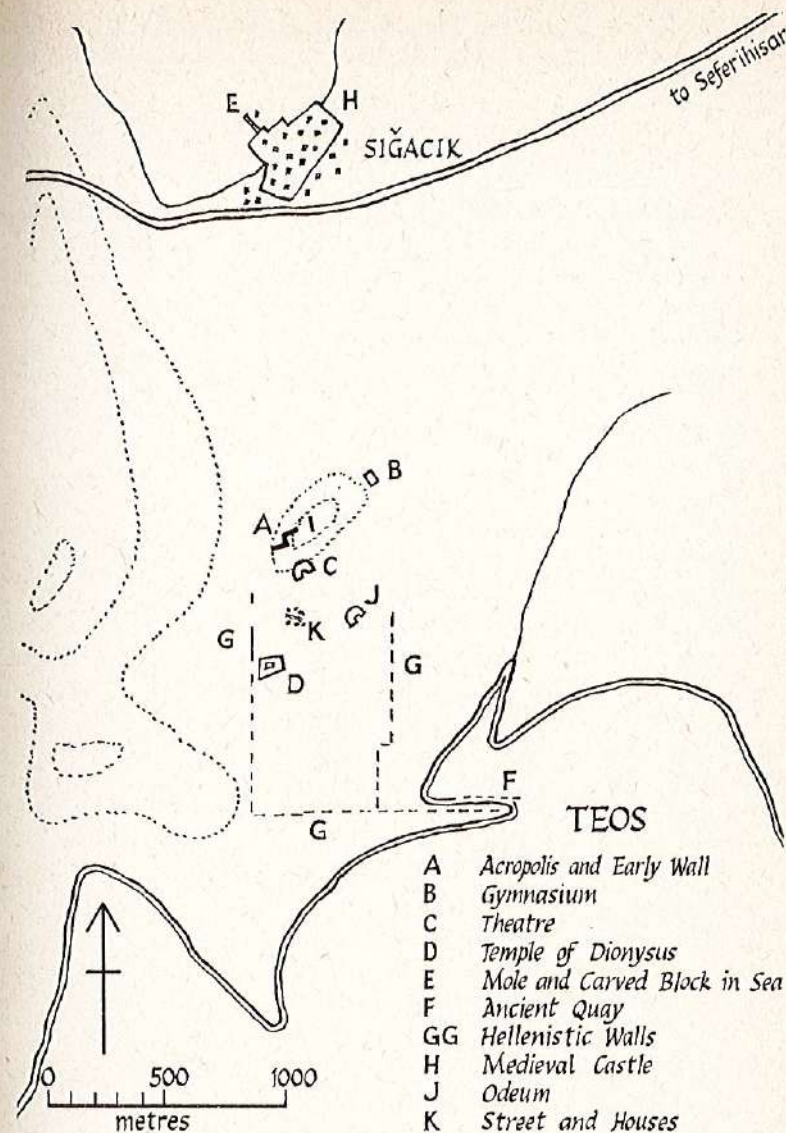 to Seferihisar
E
H
SIĞACIK
B
A
C
J
K
G
G
D
F
G
TEOS
A Acropolis and Early Wall
B Gymnasium
C Theatre
D Temple of Dionysus
E Mole and Carved Block in Sea
F Ancient Quay
GG Hellenistic Walls
H Medieval Castle
J Odeum
K Street and Houses
0 500 1000
metres